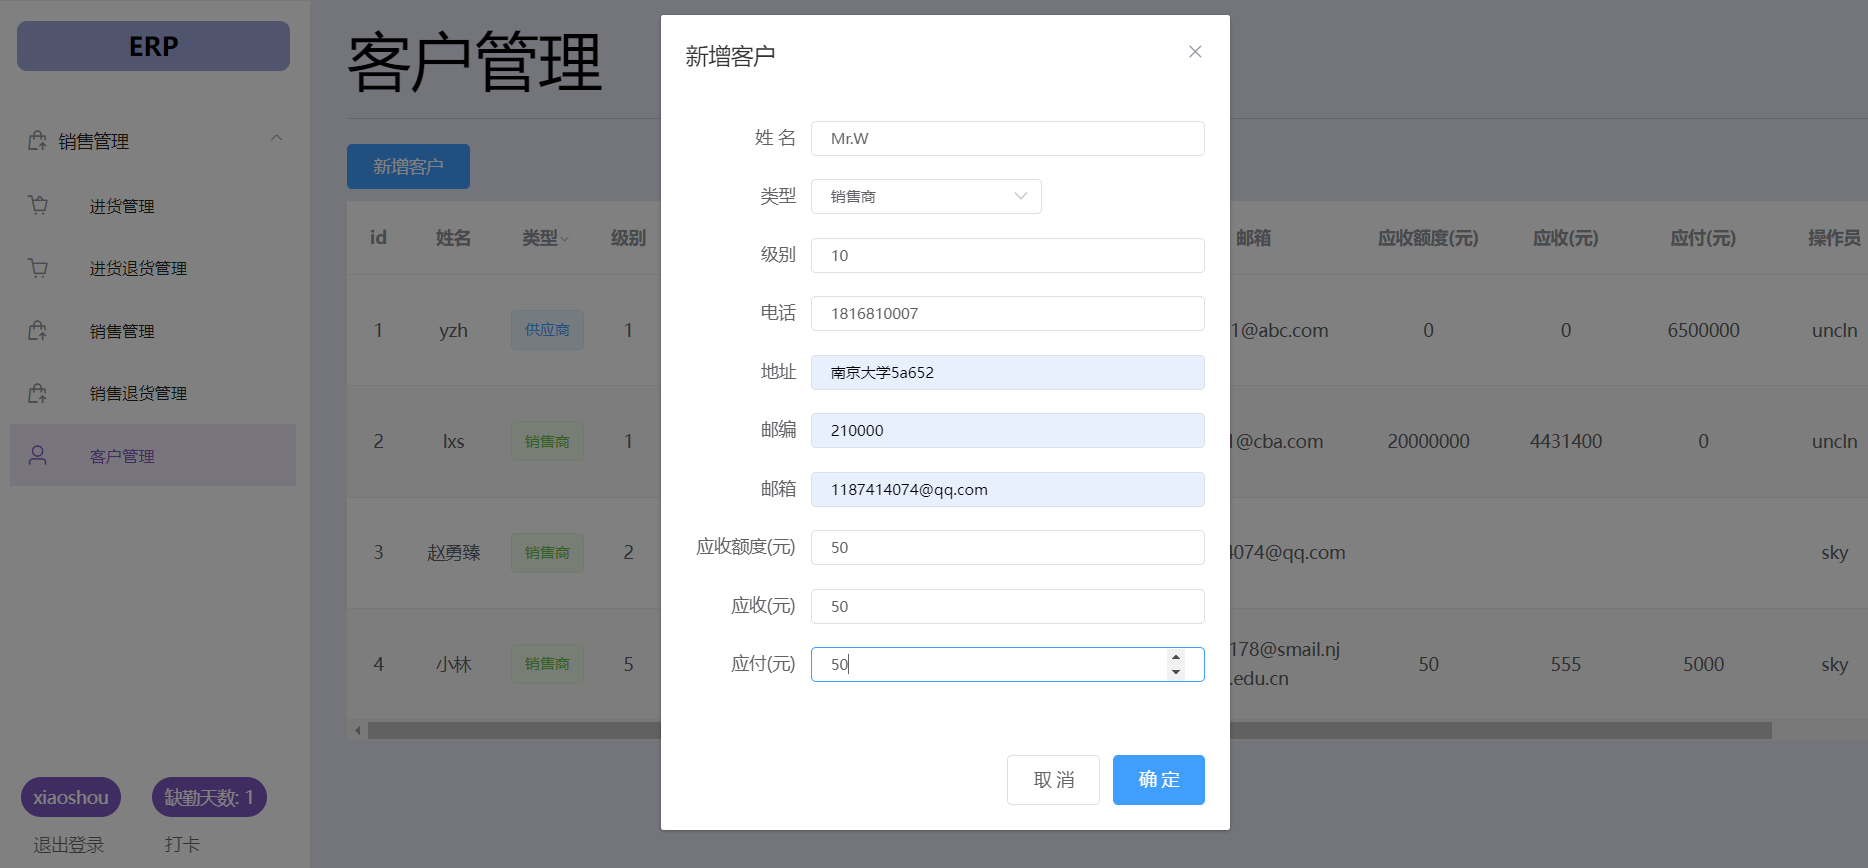 ERP
销售管理
进货管理
进货退货管理
销售管理
销售退货管理
客户管理
xiaoshou
缺勤天数: 1
退出登录
打卡
客户管理
新增客户
id 姓名 类型 级别 邮箱 应收额度(元) 应收(元) 应付(元) 操作员
1 yzh 供应商 1 1@abc.com 0 0 6500000 uncln
2 lxs 销售商 1 @cba.com 20000000 4431400 0 uncln
3 赵勇臻 销售商 2 074@qq.com sky
4 小林 销售商 5 178@smail.nj 50 555 5000 sky
.edu.cn
新增客户
姓 名 Mr.W
类型 销售商
级别 10
电话 1816810007
地址 南京大学5a652
邮编 210000
邮箱 1187414074@qq.com
应收额度(元) 50
应收(元) 50
应付(元) 50
取 消
确 定